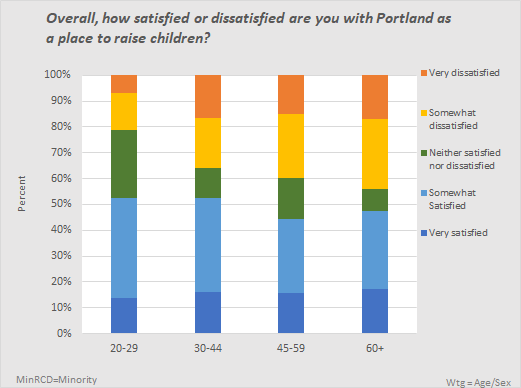 Overall, how satisfied or dissatisfied are you with Portland as
a place to raise children?
100%
90%
80%
70%
60%
50%
40%
30%
20%
10%
0%
Percent
20-29
30-44
45-59
60+
Very dissatisfied
Somewhat
dissatisfied
Neither satisfied
nor dissatisfied
Somewhat
Satisfied
Very satisfied
MinRCD=Minority
Wtg = Age/Sex